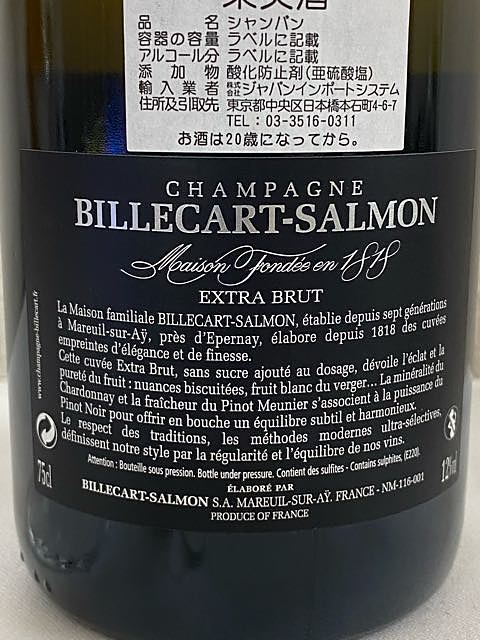 果実酒
品名 シャンパン
容器の容量 ラベルに記載
アルコール分 ラベルに記載
添加物 酸化防止剤(亜硫酸塩)
輸入業者 株式会社ジャパンインポートシステム
住所及引取先 東京都中央区日本橋本石町4-6-7
TEL:03-3516-0311
お酒は20歳になってから。
CHAMPAGNE
BILLECART-SALMON
Maison Fondée en 1818
EXTRA BRUT
La Maison familiale BILLECART-SALMON, établie depuis sept générations
à Mareuil-sur-Aÿ, près d'Epernay, élabore depuis 1818 des cuvées
empreintes d'élégance et de finesse.
Cette cuvée Extra Brut, sans sucre ajouté au dosage, dévoile l'éclat et la
pureté du fruit : nuances biscuitées, fruit blanc du verger... La minéralité du
Chardonnay et la fraîcheur du Pinot Meunier s'associent à la puissance du
Pinot Noir pour offrir en bouche un équilibre subtil et harmonieux.
Le respect des traditions, les méthodes modernes ultra-sélectives,
définissent notre style par la régularité et l'équilibre de nos vins.
Attention : Bouteille sous pression. Bottle under pressure. Contient des sulfites - Contains sulphites, (E220).
ÉLABORÉ PAR
BILLECART-SALMON S.A. MAREUIL-SUR-AŸ. FRANCE - NM-116-001
PRODUCE OF FRANCE
www.champagne-billecart.fr
75cl
12%vol